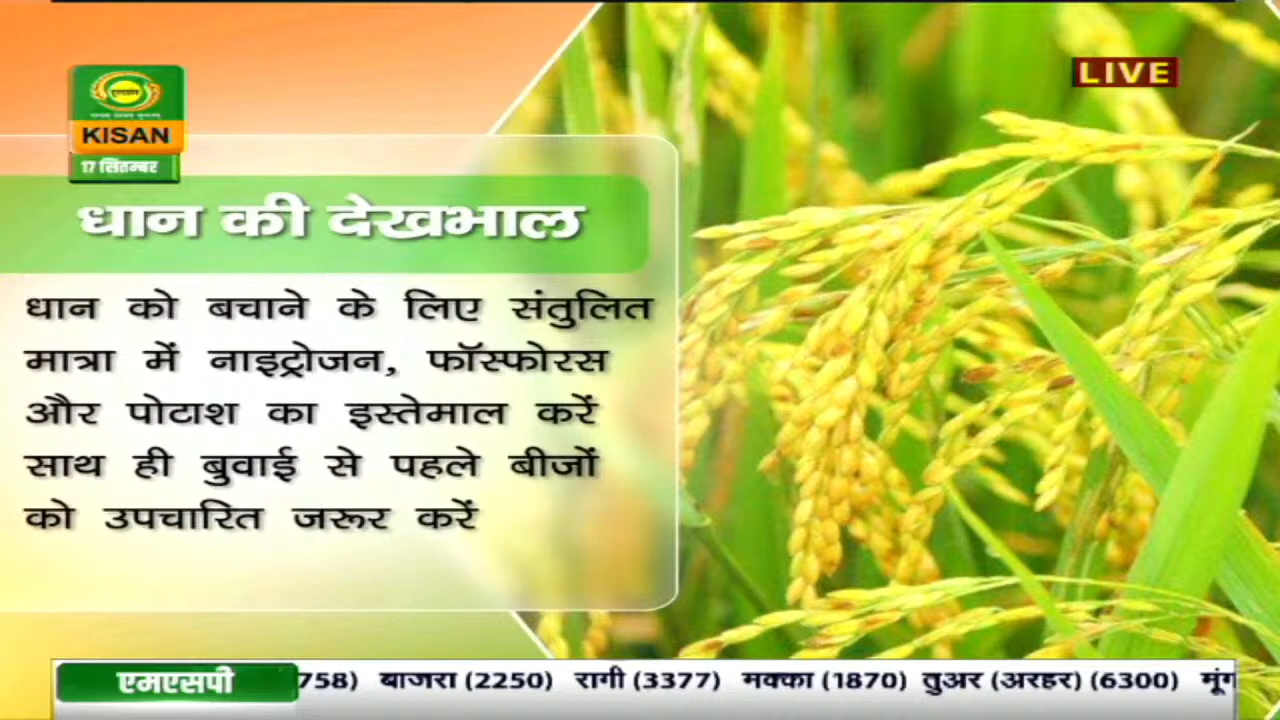 LIVE
KISAN
17 सितम्बर
धान की देखभाल
धान को बचाने के लिए संतुलित
मात्रा में नाइट्रोजन, फॉस्फोरस
और पोटाश का इस्तेमाल करें
साथ ही बुवाई से पहले बीजों
को उपचारित जरूर करें
एमएसपी 758) बाजरा (2250) रागी (3377) मक्का (1870) तुअर (अरहर) (6300)